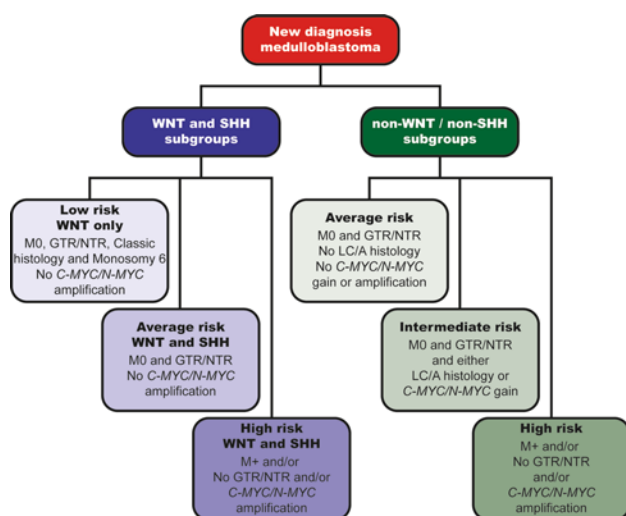 New diagnosis
medulloblastoma
WNT and SHH
subgroups
non-WNT / non-SHH
subgroups
Low risk
WNT only
M0, GTR/NTR, Classic
histology and Monosomy 6
No C-MYC/N-MYC
amplification
Average risk
WNT and SHH
M0 and GTR/NTR
No C-MYC/N-MYC
amplification
High risk
WNT and SHH
M+ and/or
No GTR/NTR and/or
C-MYC/N-MYC
amplification
Average risk
M0 and GTR/NTR
No LC/A histology
No C-MYC/N-MYC
gain or amplification
Intermediate risk
M0 and GTR/NTR
and either
LC/A histology or
C-MYC/N-MYC gain
High risk
M+ and/or
No GTR/NTR
and/or
C-MYC/N-MYC
amplification